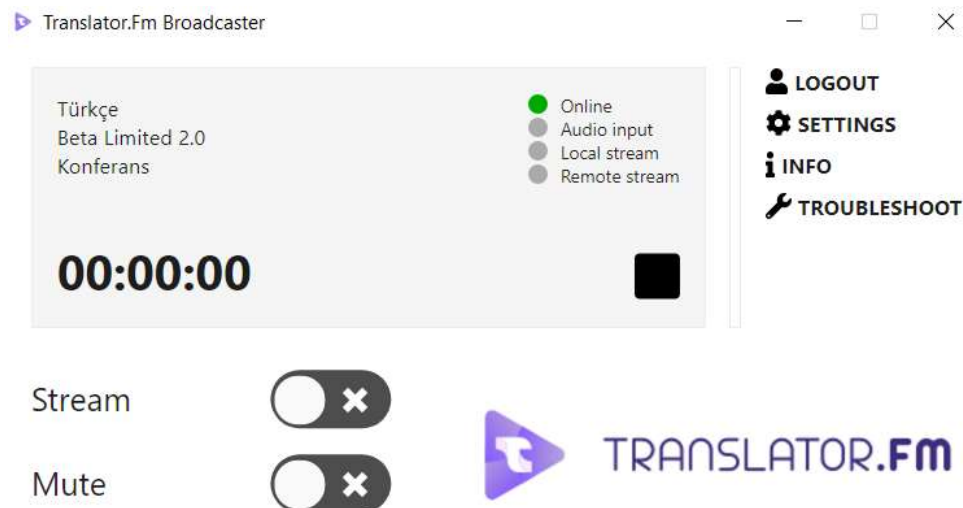 Translator.Fm Broadcaster
Türkçe
Beta Limited 2.0
Konferans
Online
Audio input
Local stream
Remote stream
00:00:00
LOGOUT
SETTINGS
INFO
TROUBLESHOOT
Stream
Mute
TRANSLATOR.FM